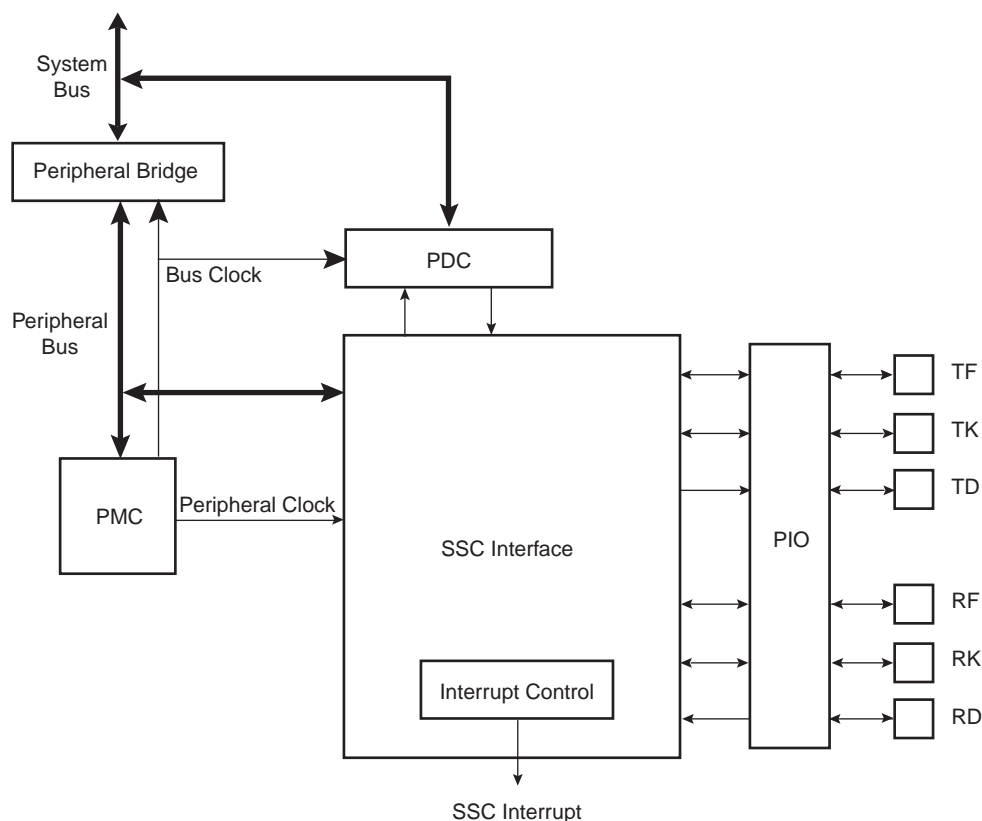 System
Bus
Peripheral Bridge
PDC
Bus Clock
Peripheral
Bus
TF
TK
TD
PMC
Peripheral Clock
SSC Interface
PIO
RF
RK
RD
Interrupt Control
SSC Interrupt